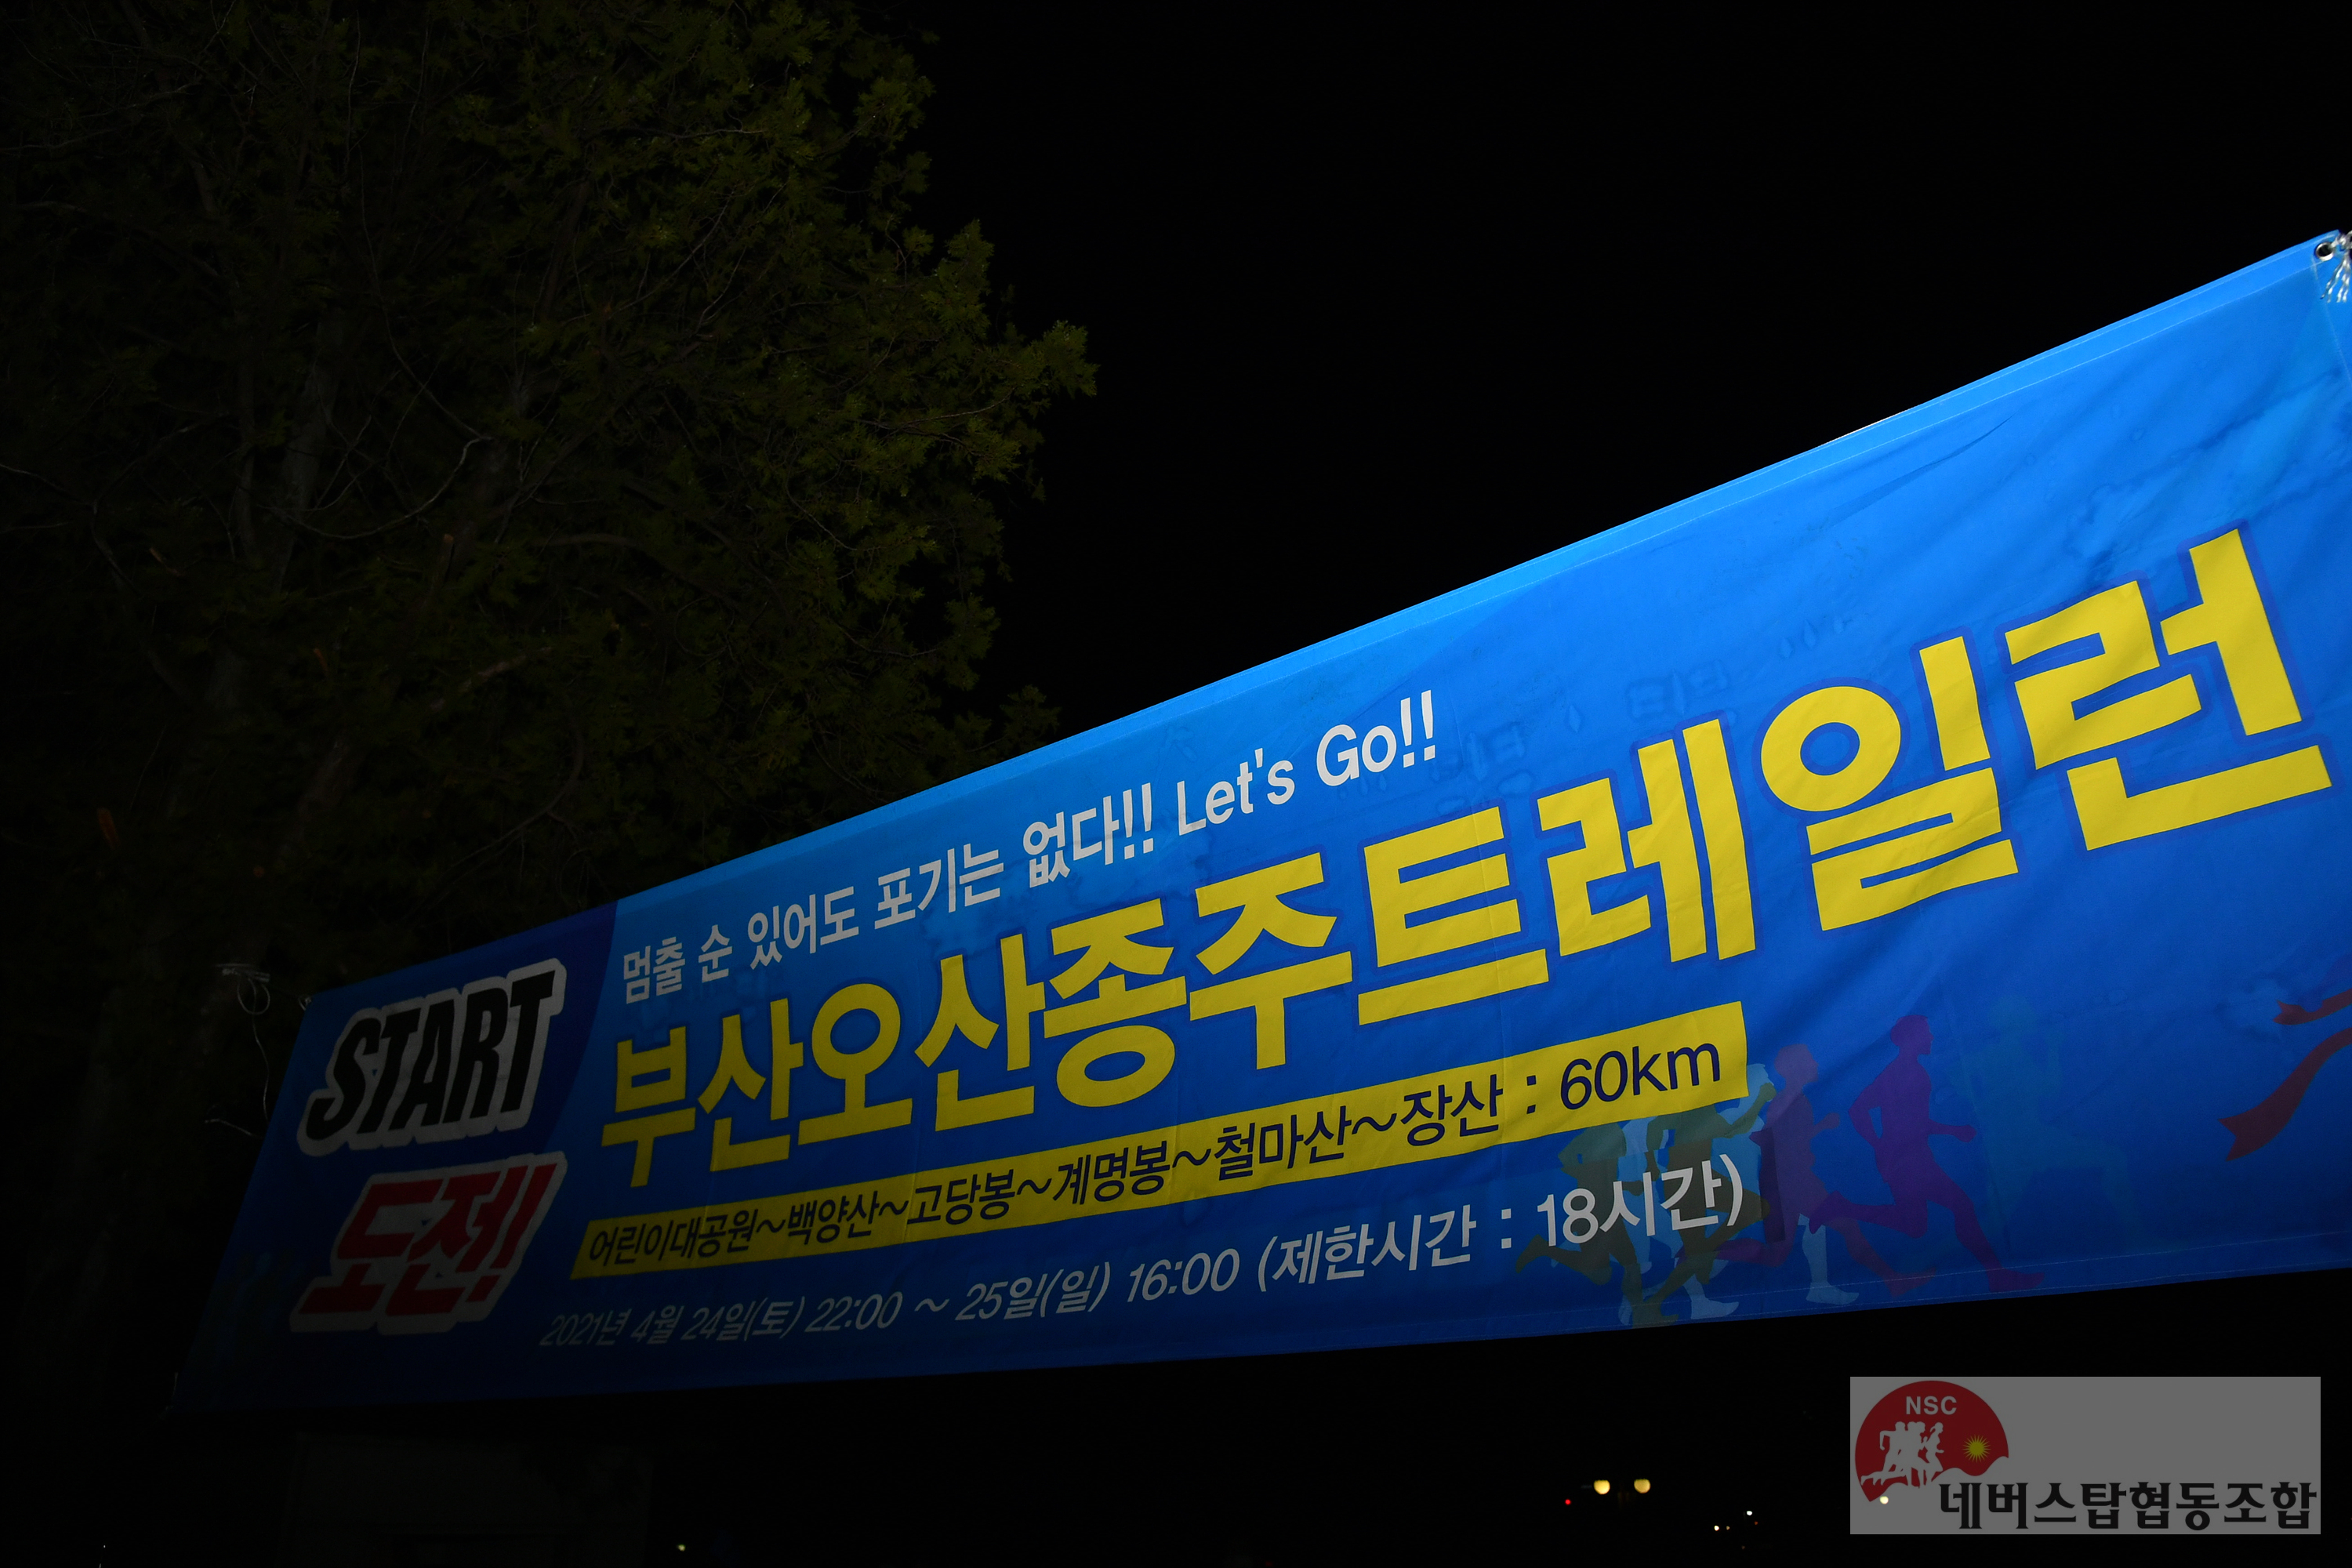 START
도전!
멈출 순 있어도 포기는 없다!! Let's Go!!
부산오산종주트레일런
어린이대공원~백양산~고당봉~계명봉~철마산~장산 : 60km
2021년 4월 24일(토) 22:00 ~ 25일(일) 16:00 (제한시간 : 18시간)
NSC
네버스탑협동조합